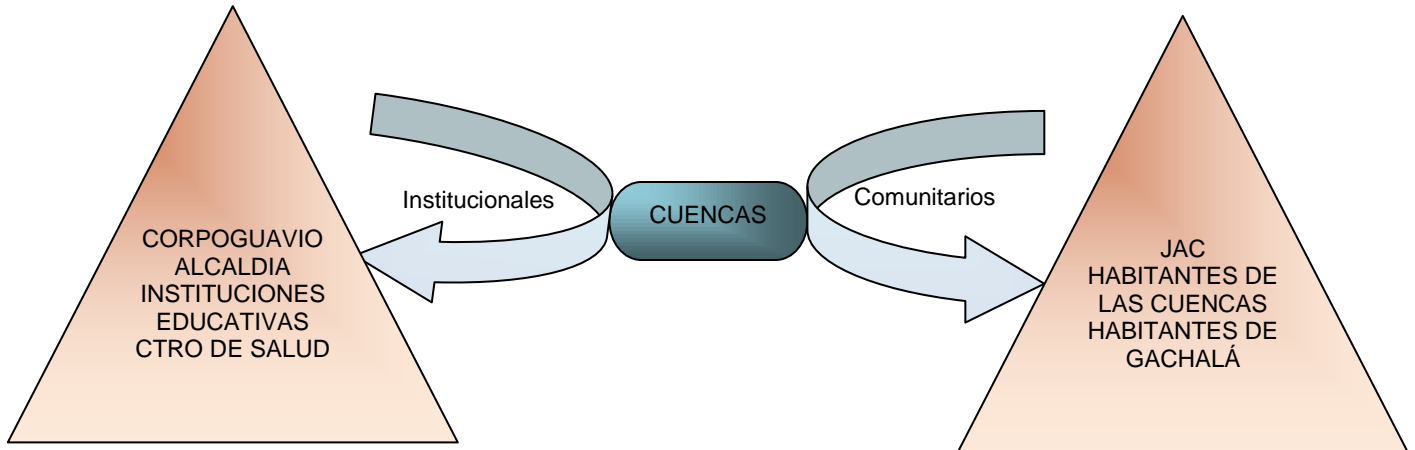 CORPOGUAVIO
ALCALDIA
INSTITUCIONES
EDUCATIVAS
CTRO DE SALUD
Institucionales
CUENCAS
Comunitarios
JAC
HABITANTES DE
LAS CUENCAS
HABITANTES DE
GACHALÁ